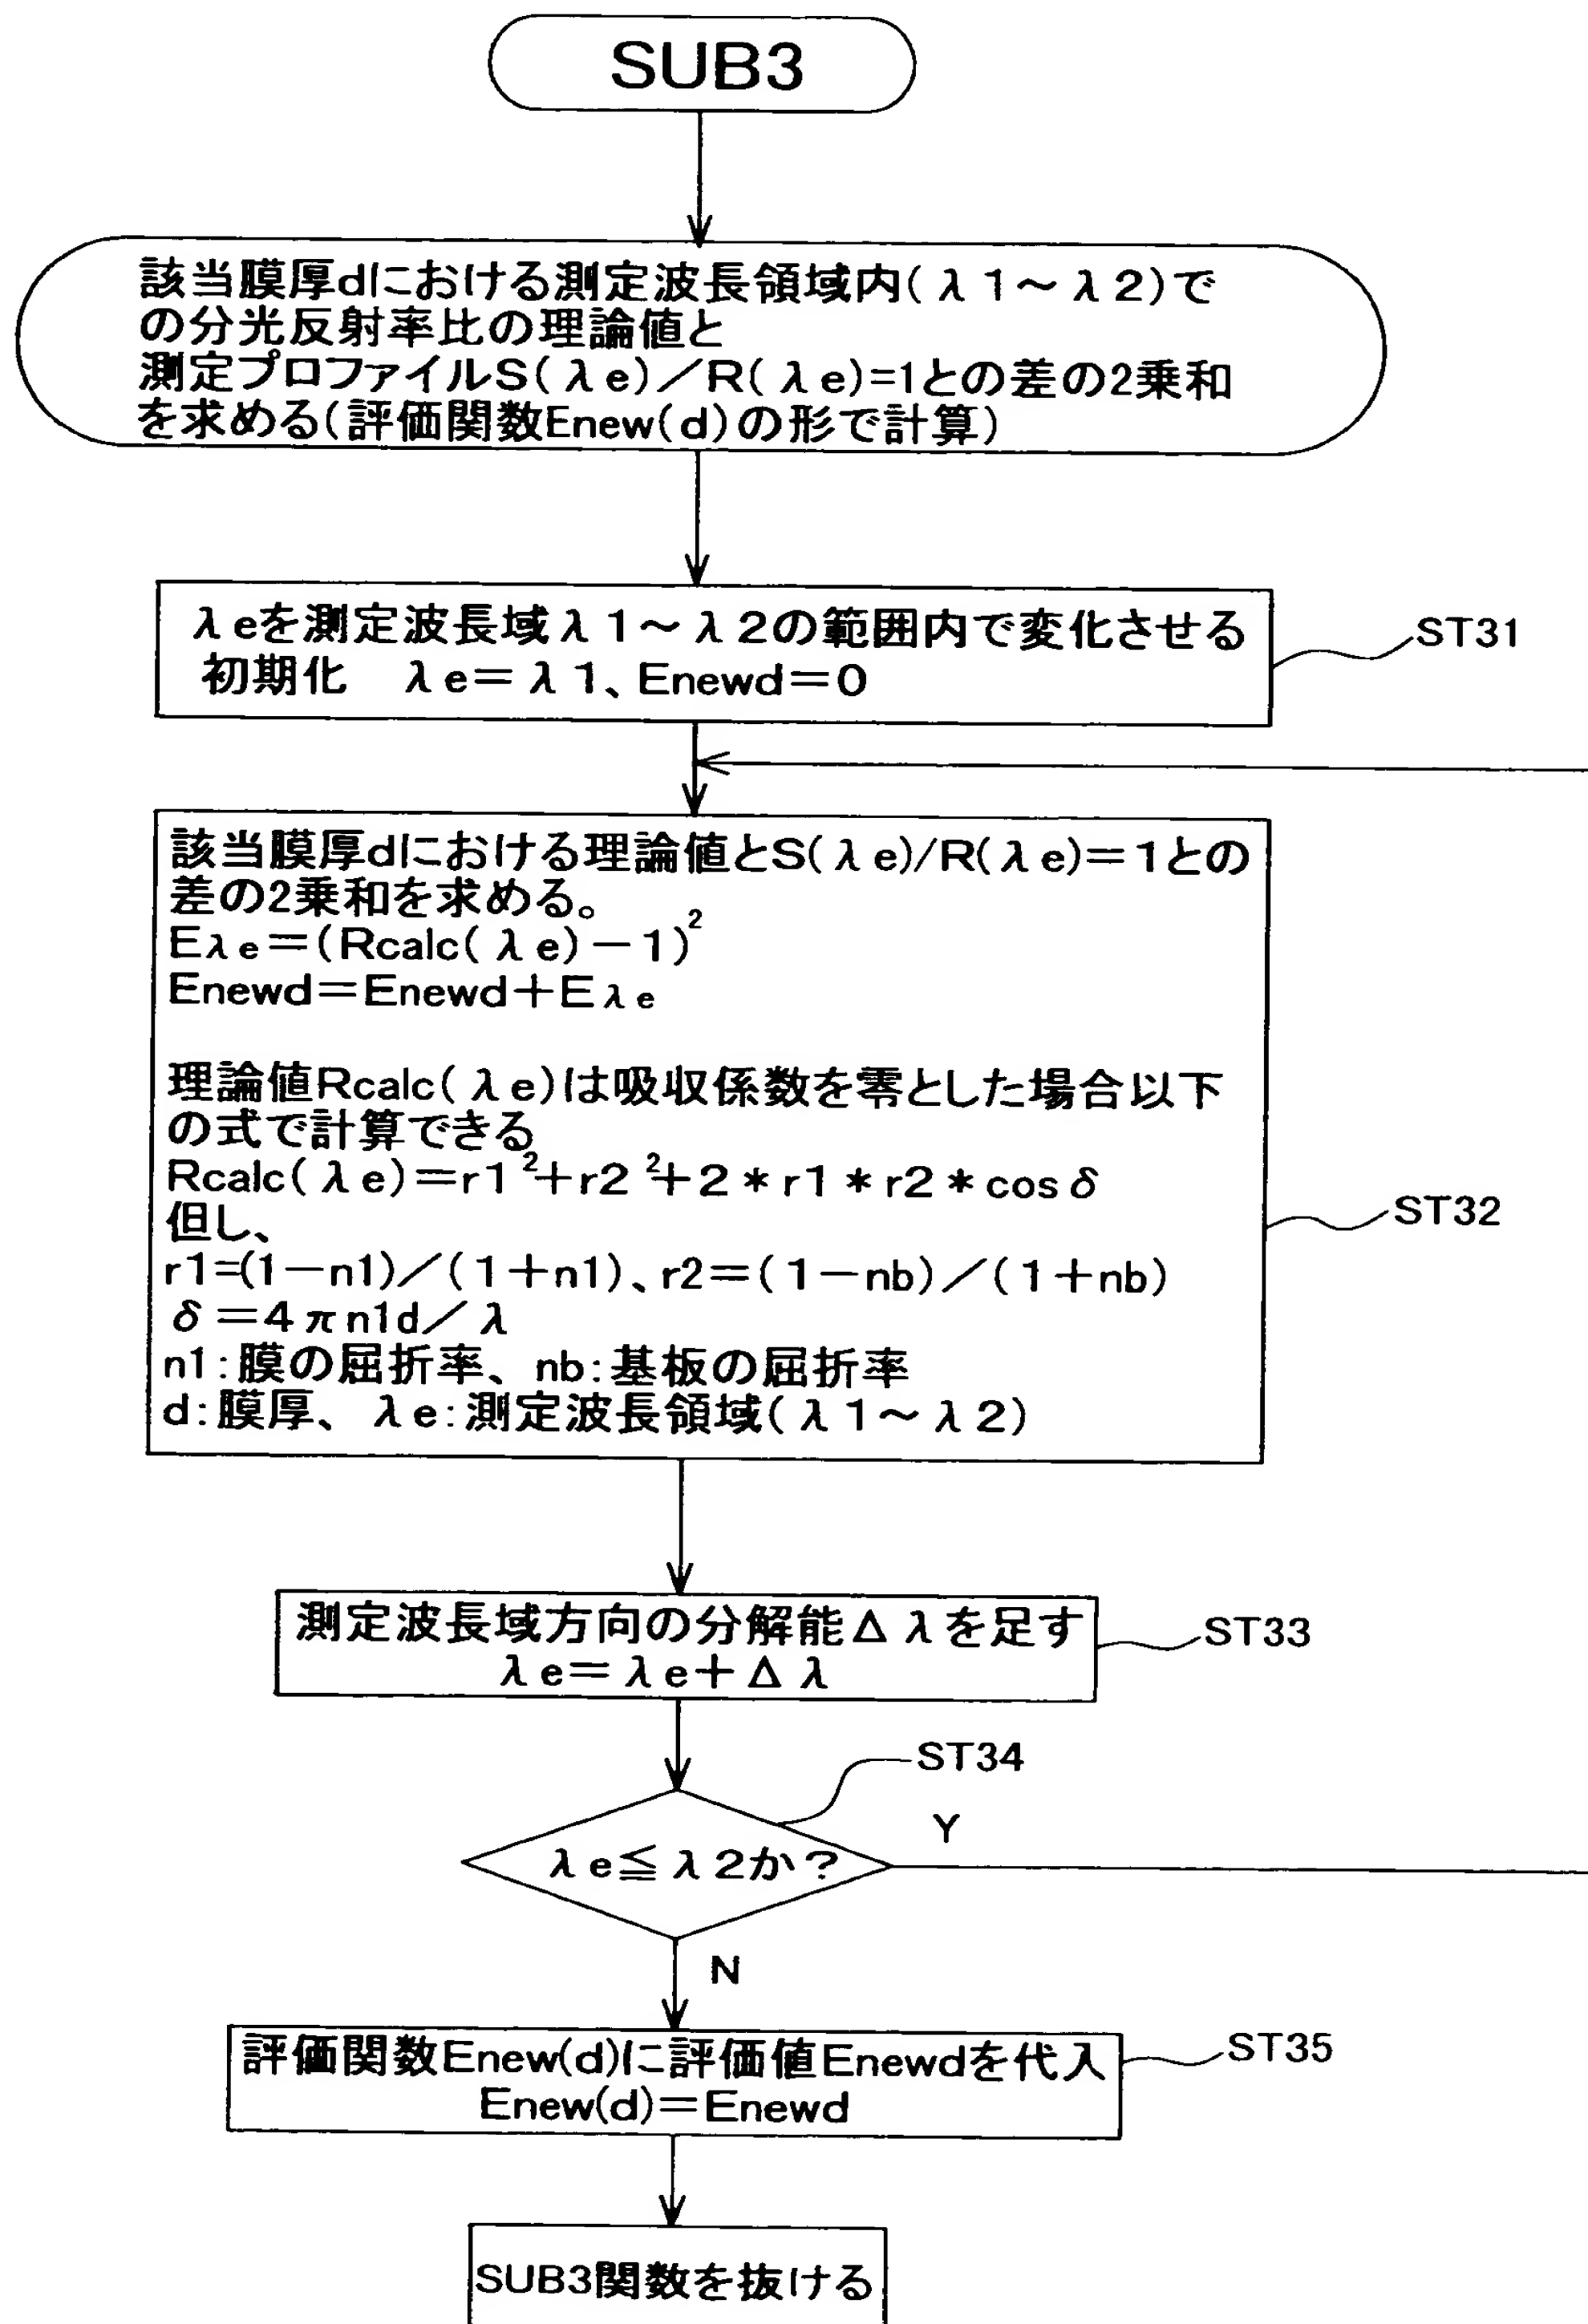 SUB3
該当膜厚dにおける測定波長領域内(λ1～λ2)で
の分光反射率比の理論値と
測定プロファイルS(λe)／R(λe)=1との差の2乗和
を求める(評価関数Enew(d)の形で計算)
λeを測定波長域λ1～λ2の範囲内で変化させる
初期化　λe＝λ1、Enewd＝0
ST31
該当膜厚dにおける理論値とS(λe)/R(λe)＝1との
差の2乗和を求める。
Eλe＝(Rcalc(λe)－1)²
Enewd＝Enewd＋Eλe
理論値Rcalc(λe)は吸収係数を零とした場合以下
の式で計算できる
Rcalc(λe)＝r1²＋r2²＋2＊r1＊r2＊cosδ
但し、
r1=(1－n1)／(1＋n1)、r2＝(1－nb)／(1＋nb)
δ＝4πn1d／λ
n1:膜の屈折率、nb:基板の屈折率
d:膜厚、λe:測定波長領域(λ1～λ2)
ST32
測定波長域方向の分解能Δλを足す
λe＝λe＋Δλ
ST33
ST34
λe≦λ2か?
Y
N
評価関数Enew(d)に評価値Enewdを代入
Enew(d)＝Enewd
ST35
SUB3関数を抜ける